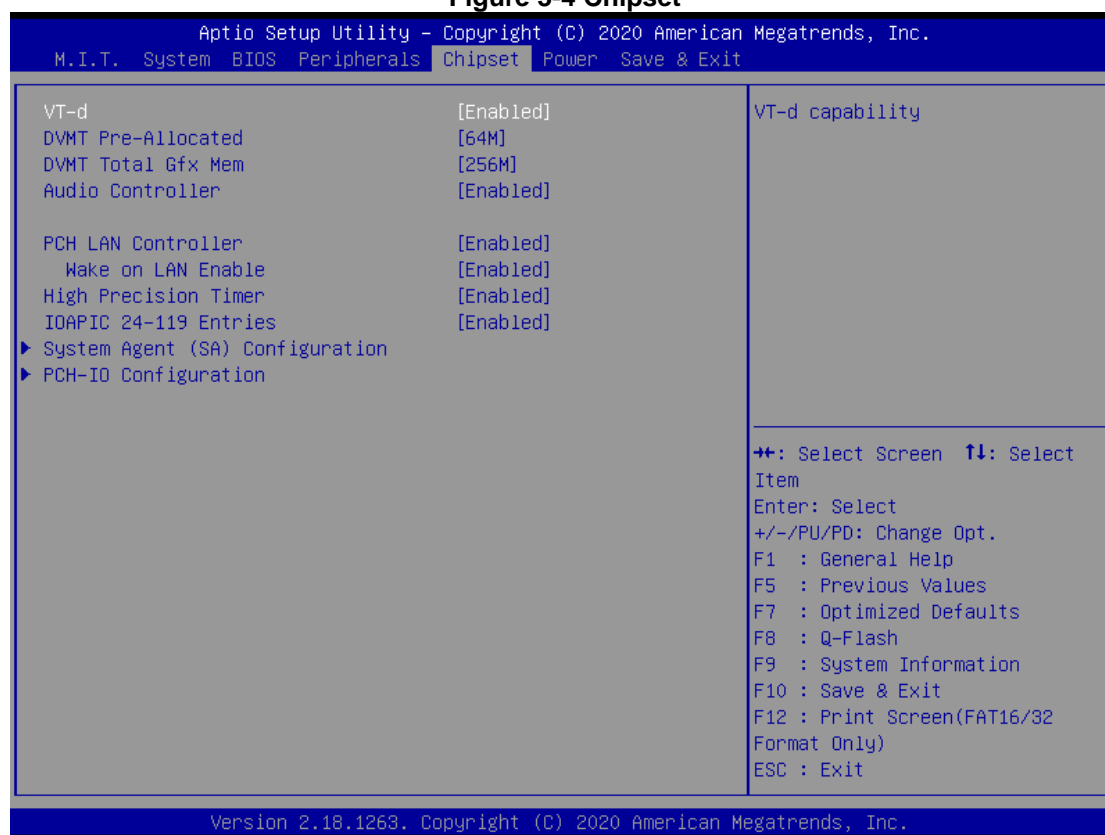 Figure 3-4 Chipset
Aptio Setup Utility – Copyright (C) 2020 American Megatrends, Inc.
M.I.T. System BIOS Peripherals Chipset Power Save & Exit
VT-d [Enabled] VT-d capability
DVMT Pre-Allocated [64M]
DVMT Total Gfx Mem [256M]
Audio Controller [Enabled]
PCH LAN Controller [Enabled]
Wake on LAN Enable [Enabled]
High Precision Timer [Enabled]
IOAPIC 24-119 Entries [Enabled]
▶ System Agent (SA) Configuration
▶ PCH-IO Configuration
→←: Select Screen ↑↓: Select
Item
Enter: Select
+/-/PU/PD: Change Opt.
F1 : General Help
F5 : Previous Values
F7 : Optimized Defaults
F8 : Q-Flash
F9 : System Information
F10 : Save & Exit
F12 : Print Screen(FAT16/32
Format Only)
ESC : Exit
Version 2.18.1263. Copyright (C) 2020 American Megatrends, Inc.